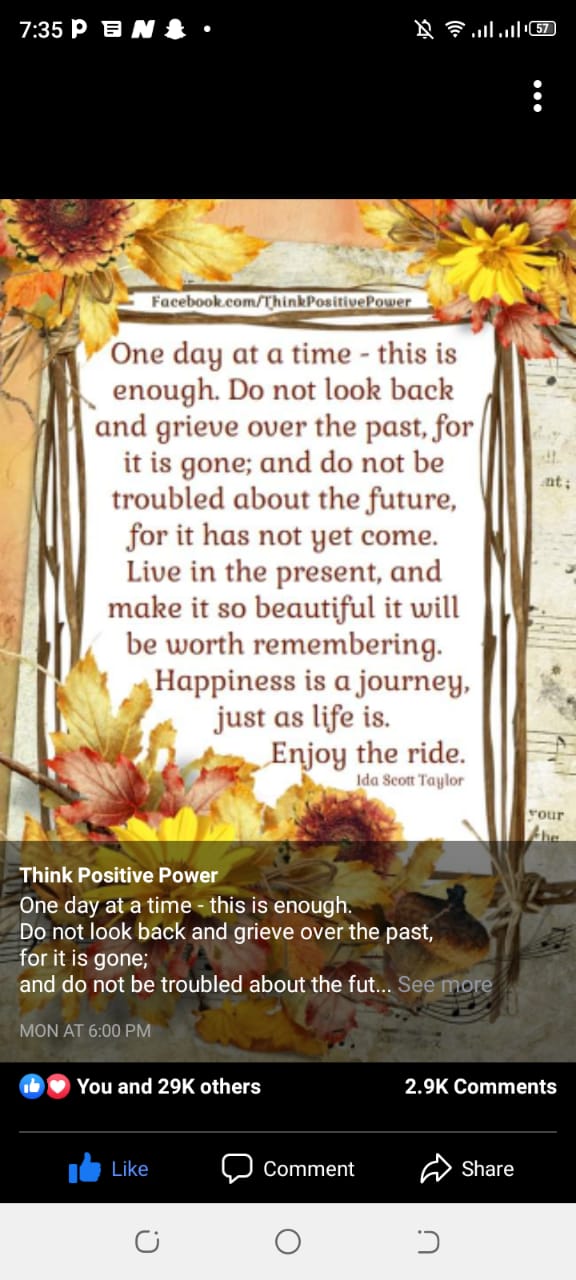 7:35
57
Facebook.com/ThinkPositivePower
One day at a time - this is
enough. Do not look back
and grieve over the past, for
it is gone; and do not be
troubled about the future,
for it has not yet come.
Live in the present, and
make it so beautiful it will
be worth remembering.
Happiness is a journey,
just as life is.
Enjoy the ride.
Ida Scott Taylor
nt;
your
the
Think Positive Power
One day at a time - this is enough.
Do not look back and grieve over the past,
for it is gone;
and do not be troubled about the fut... See more
MON AT 6:00 PM
You and 29K others
2.9K Comments
Like
Comment
Share